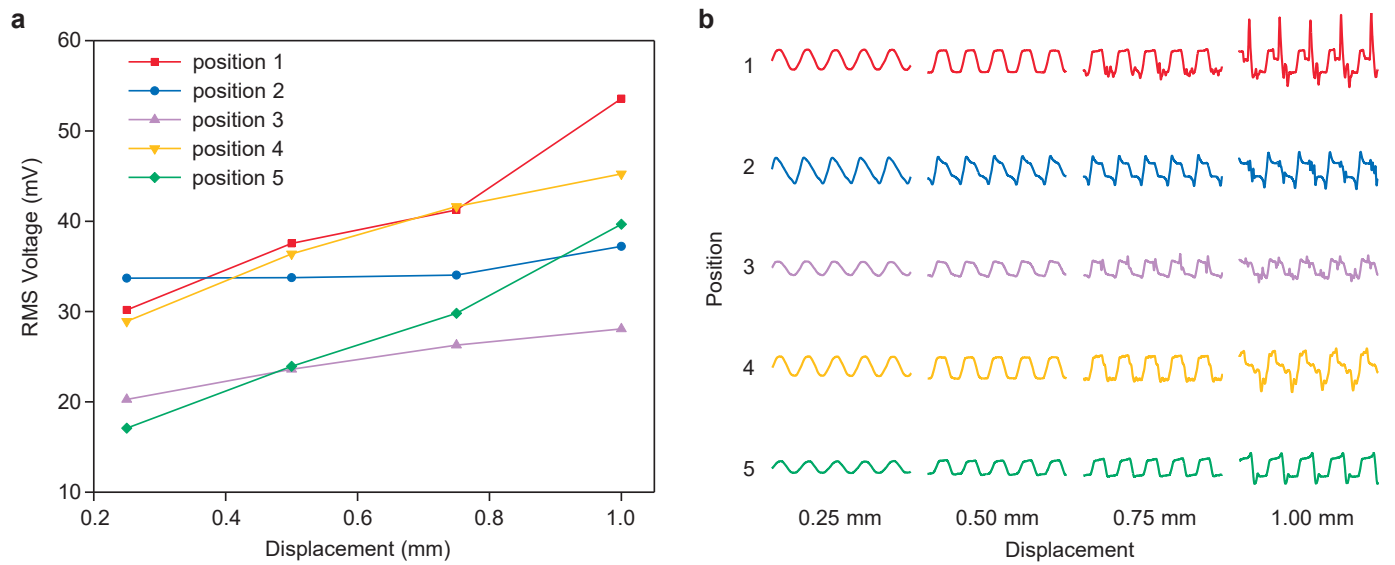 a
60
50
40
30
20
10
RMS Voltage (mV)
position 1
position 2
position 3
position 4
position 5
0.2
0.4
0.6
0.8
1.0
Displacement (mm)
b
Position
1
2
3
4
5
0.25 mm
0.50 mm
0.75 mm
1.00 mm
Displacement